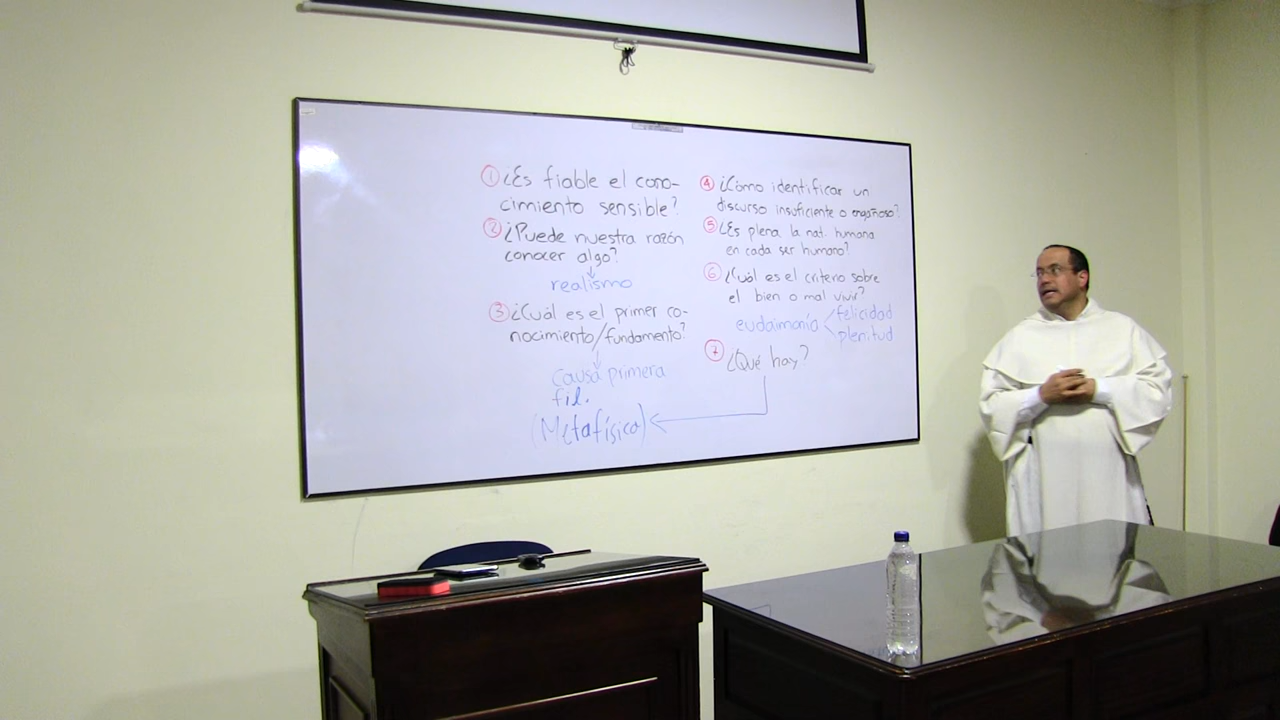 ① ¿Es fiable el cono-
cimiento sensible?
② ¿Puede nuestra razón
conocer algo?
realismo
③ ¿Cuál es el primer co-
nocimiento/fundamento?
causa primera
fil.
(Metafísica)
④ ¿Cómo identificar un
discurso insuficiente o engañoso?
⑤ ¿Es plena la nat. humana
en cada ser humano?
⑥ ¿Cuál es el criterio sobre
el bien o mal vivir?
felicidad
eudaimonía <
plenitud
⑦ ¿Qué hay?